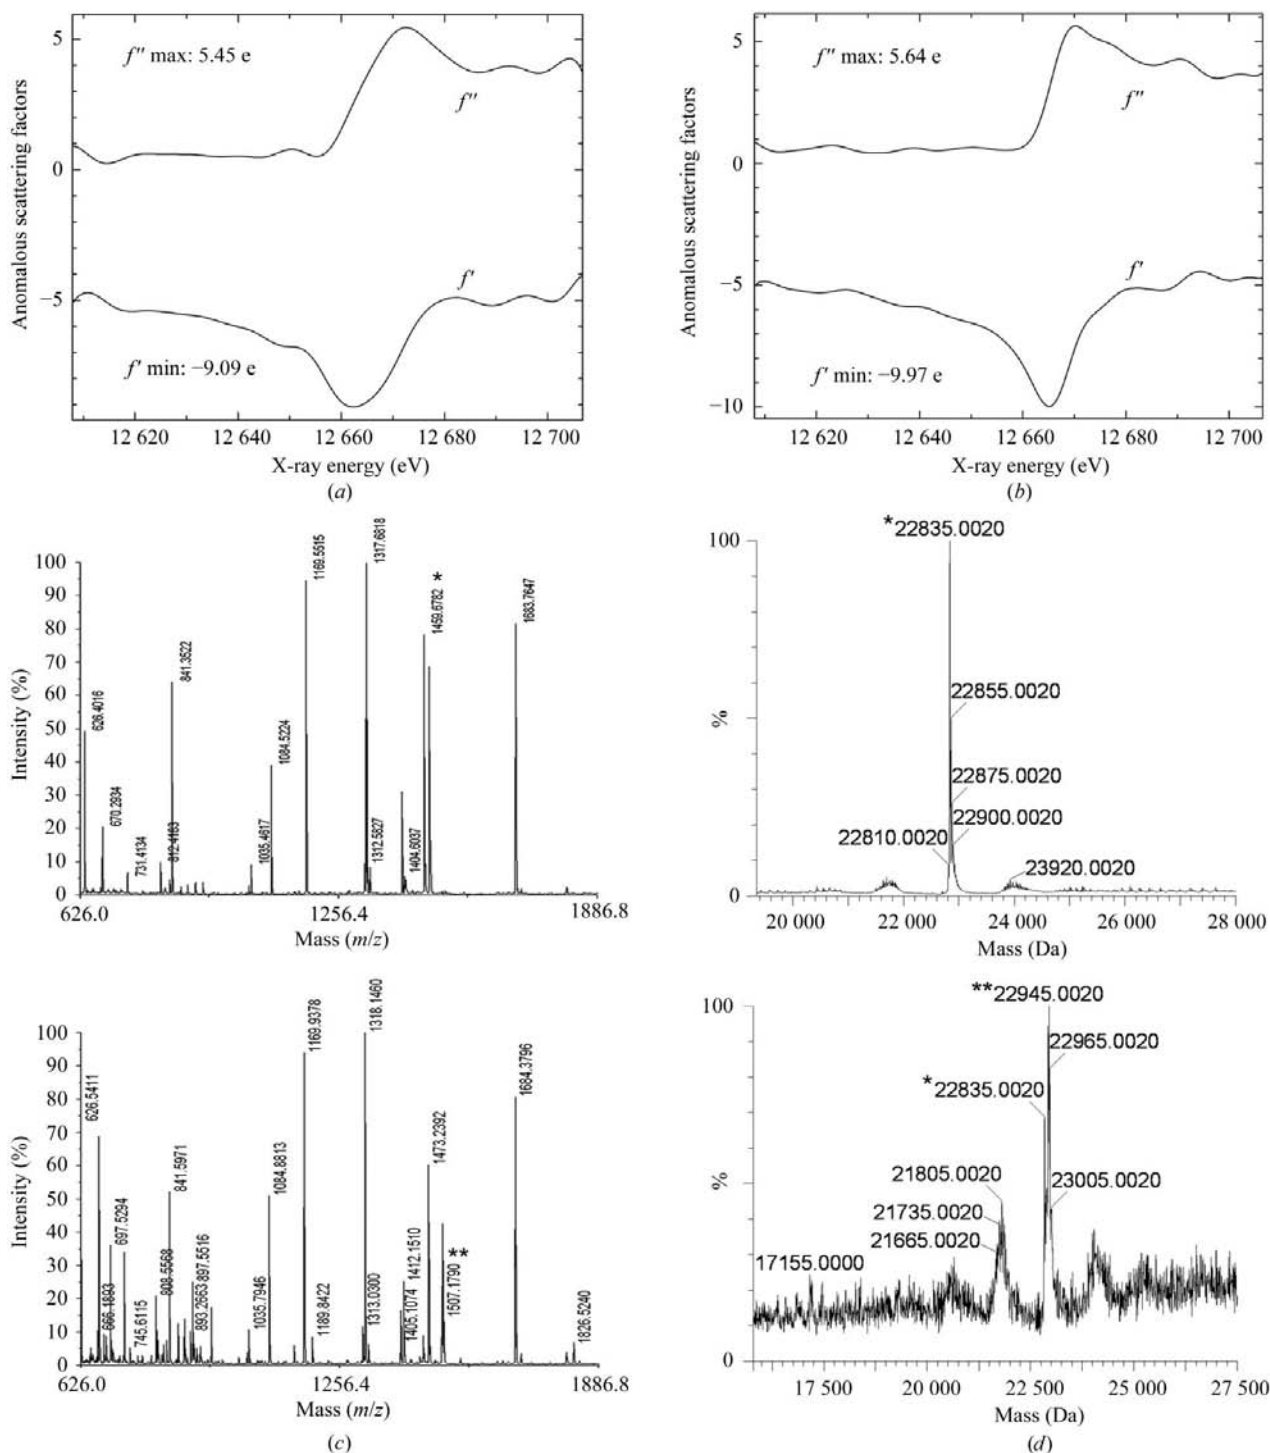 5
f″ max: 5.45 e
f″
0
Anomalous scattering factors
f′
−5
f′ min: −9.09 e
12 620 12 640 12 660 12 680 12 700
X-ray energy (eV)
(a)
5
f″ max: 5.64 e
f″
0
Anomalous scattering factors
f′
−5
f′ min: −9.97 e
−10
12 620 12 640 12 660 12 680 12 700
X-ray energy (eV)
(b)
100
90
80
70
60
50
40
30
20
10
0
Intensity (%)
626.4016
670.2934
731.4134
812.4183
841.3522
1035.4617
1084.5224
1169.5515
1317.6818
1312.5827
1404.6037
1459.6782 *
1683.7647
626.0 1256.4 1886.8
Mass (m/z)
*22835.0020
100
22855.0020
%
22875.0020
22900.0020
22810.0020
23920.0020
0
20 000 22 000 24 000 26 000 28 000
Mass (Da)
100
90
80
70
60
50
40
30
20
10
0
Intensity (%)
626.5411
666.1893
697.5294
745.6115
808.5568
841.5971
893.2663
897.5516
1035.7946
1084.8813
1169.9378
1189.8422
1318.1460
1313.0300
1405.1074
1412.1510
1473.2392
1507.1790 **
1684.3796
1826.5240
626.0 1256.4 1886.8
Mass (m/z)
(c)
**22945.0020
100
22965.0020
*22835.0020
21805.0020
23005.0020
%
21735.0020
21665.0020
17155.0000
0
17 500 20 000 22 500 25 000 27 500
Mass (Da)
(d)